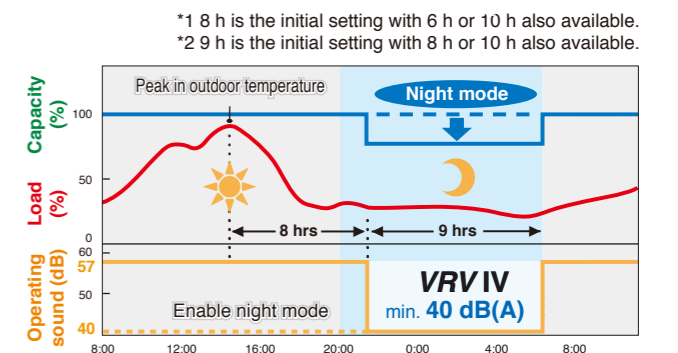 *1 8 h is the initial setting with 6 h or 10 h also available.
*2 9 h is the initial setting with 8 h or 10 h also available.
Capacity
(%)
Load
(%)
Operating
sound (dB)
Peak in outdoor temperature
Night mode
100
50
0
8 hrs
9 hrs
60
57
50
40
Enable night mode
VRV IV
min. 40 dB(A)
8:00 12:00 16:00 20:00 0:00 4:00 8:00